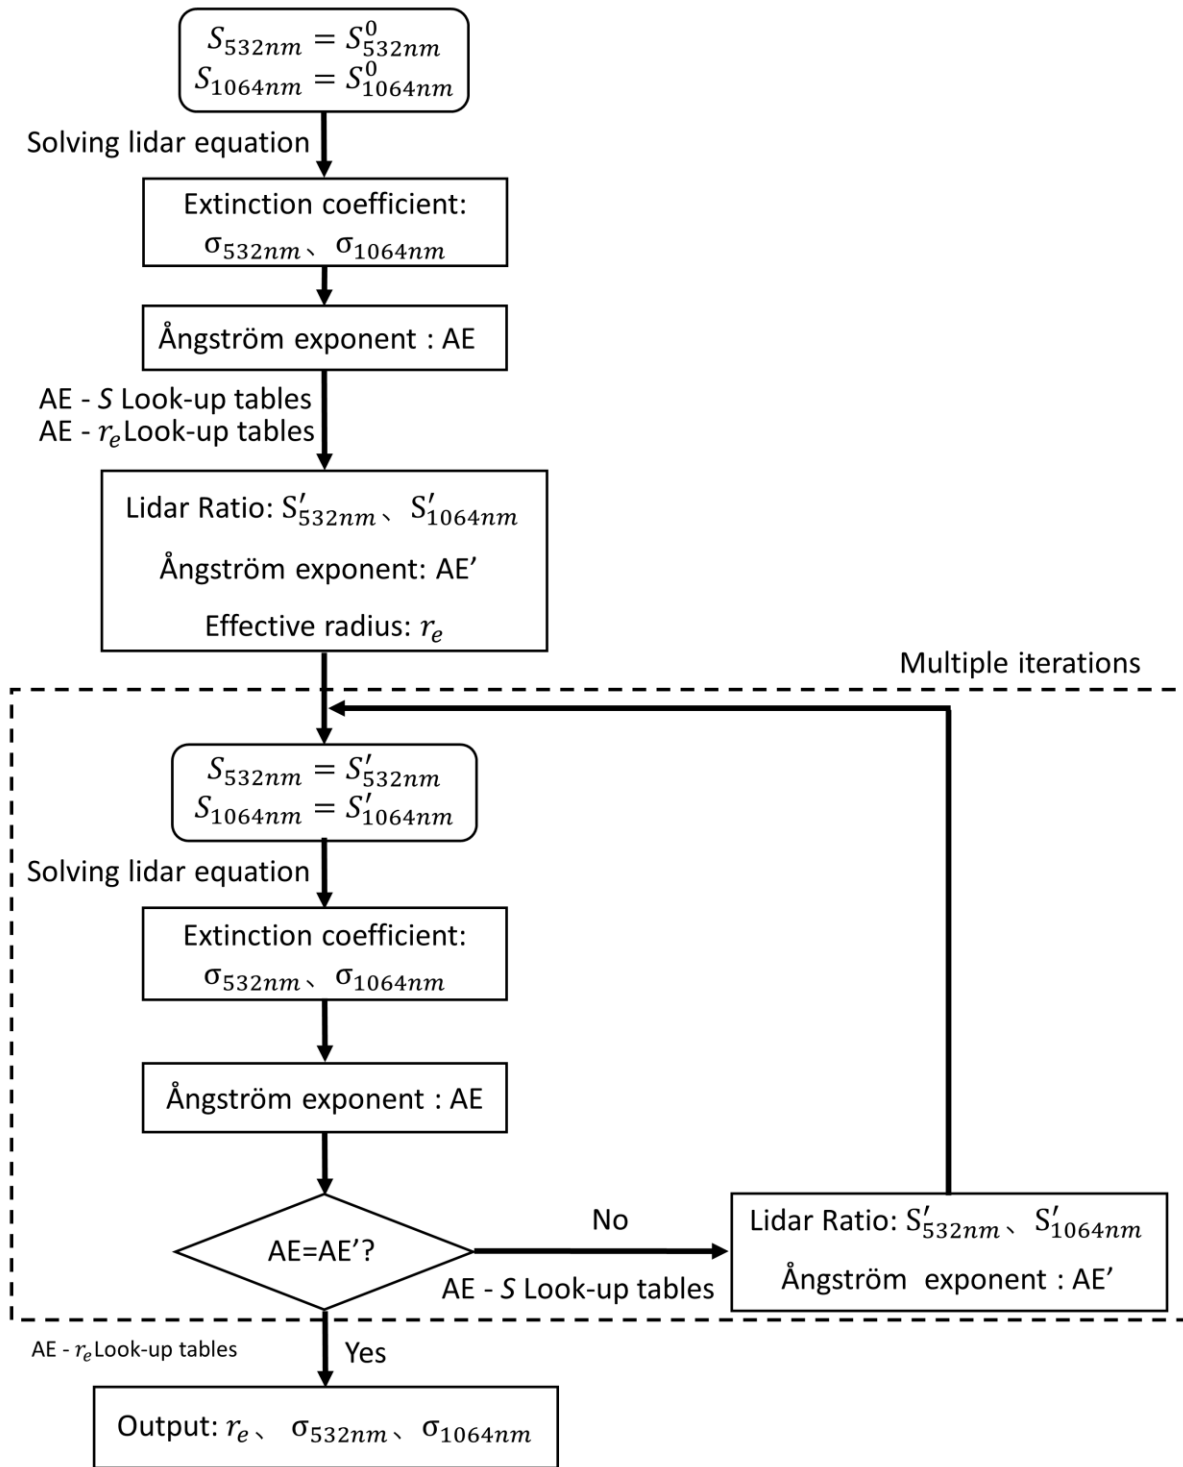 S₅₃₂ₙₘ = S⁰₅₃₂ₙₘ
S₁₀₆₄ₙₘ = S⁰₁₀₆₄ₙₘ
Solving lidar equation
Extinction coefficient:
σ₅₃₂ₙₘ、 σ₁₀₆₄ₙₘ
Ångström exponent : AE
AE - S Look-up tables
AE - rₑ Look-up tables
Lidar Ratio: S′₅₃₂ₙₘ、 S′₁₀₆₄ₙₘ
Ångström exponent: AE’
Effective radius: rₑ
Multiple iterations
S₅₃₂ₙₘ = S′₅₃₂ₙₘ
S₁₀₆₄ₙₘ = S′₁₀₆₄ₙₘ
Solving lidar equation
Extinction coefficient:
σ₅₃₂ₙₘ、 σ₁₀₆₄ₙₘ
Ångström exponent : AE
AE=AE’?
No
AE - S Look-up tables
Lidar Ratio: S′₅₃₂ₙₘ、 S′₁₀₆₄ₙₘ
Ångström exponent : AE’
AE - rₑ Look-up tables
Yes
Output: rₑ、 σ₅₃₂ₙₘ、 σ₁₀₆₄ₙₘ